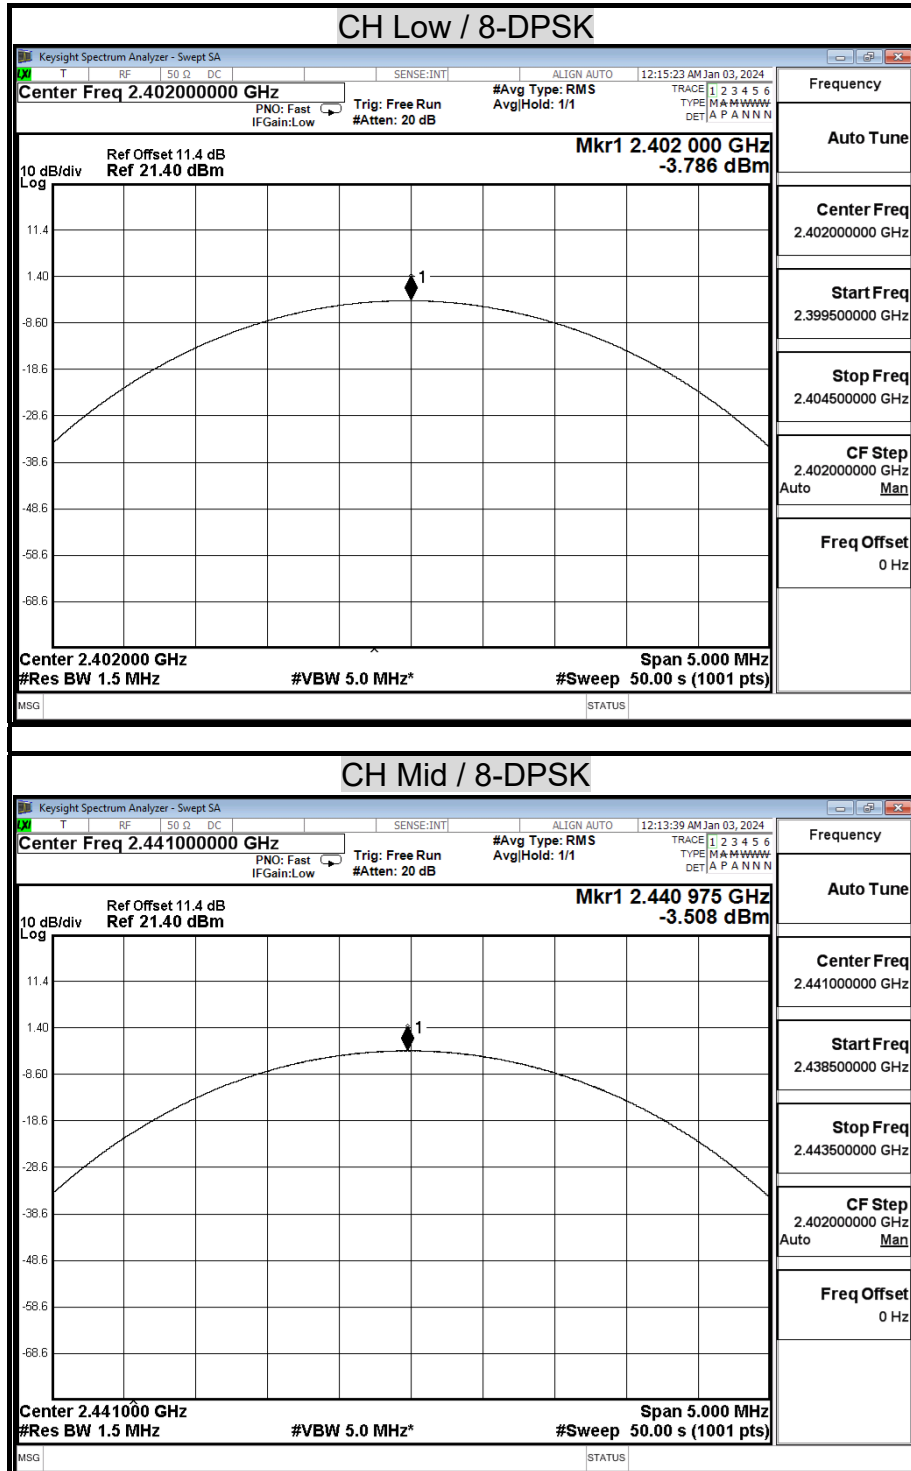 CH Low / 8-DPSK
Keysight Spectrum Analyzer - Swept SA
LXI T RF 50 Ω DC SENSE:INT ALIGN AUTO 12:15:23 AM Jan 03, 2024
Center Freq 2.402000000 GHz #Avg Type: RMS TRACE 1 2 3 4 5 6
PNO: Fast Trig: Free Run Avg|Hold: 1/1 TYPE M A M W W W W
IFGain:Low #Atten: 20 dB DET A P A N N N
Frequency
Auto Tune
Mkr1 2.402 000 GHz
Ref Offset 11.4 dB
10 dB/div Ref 21.40 dBm -3.786 dBm
Log
11.4
1.40
1
-8.60
-18.6
-28.6
-38.6
-48.6
-58.6
-68.6
Center Freq
2.402000000 GHz
Start Freq
2.399500000 GHz
Stop Freq
2.404500000 GHz
CF Step
2.402000000 GHz
Auto Man
Freq Offset
0 Hz
Center 2.402000 GHz Span 5.000 MHz
#Res BW 1.5 MHz #VBW 5.0 MHz* #Sweep 50.00 s (1001 pts)
MSG STATUS
CH Mid / 8-DPSK
Keysight Spectrum Analyzer - Swept SA
LXI T RF 50 Ω DC SENSE:INT ALIGN AUTO 12:13:39 AM Jan 03, 2024
Center Freq 2.441000000 GHz #Avg Type: RMS TRACE 1 2 3 4 5 6
PNO: Fast Trig: Free Run Avg|Hold: 1/1 TYPE M A M W W W W
IFGain:Low #Atten: 20 dB DET A P A N N N
Frequency
Auto Tune
Mkr1 2.440 975 GHz
Ref Offset 11.4 dB
10 dB/div Ref 21.40 dBm -3.508 dBm
Log
11.4
1.40
1
-8.60
-18.6
-28.6
-38.6
-48.6
-58.6
-68.6
Center Freq
2.441000000 GHz
Start Freq
2.438500000 GHz
Stop Freq
2.443500000 GHz
CF Step
2.402000000 GHz
Auto Man
Freq Offset
0 Hz
Center 2.441000 GHz Span 5.000 MHz
#Res BW 1.5 MHz #VBW 5.0 MHz* #Sweep 50.00 s (1001 pts)
MSG STATUS